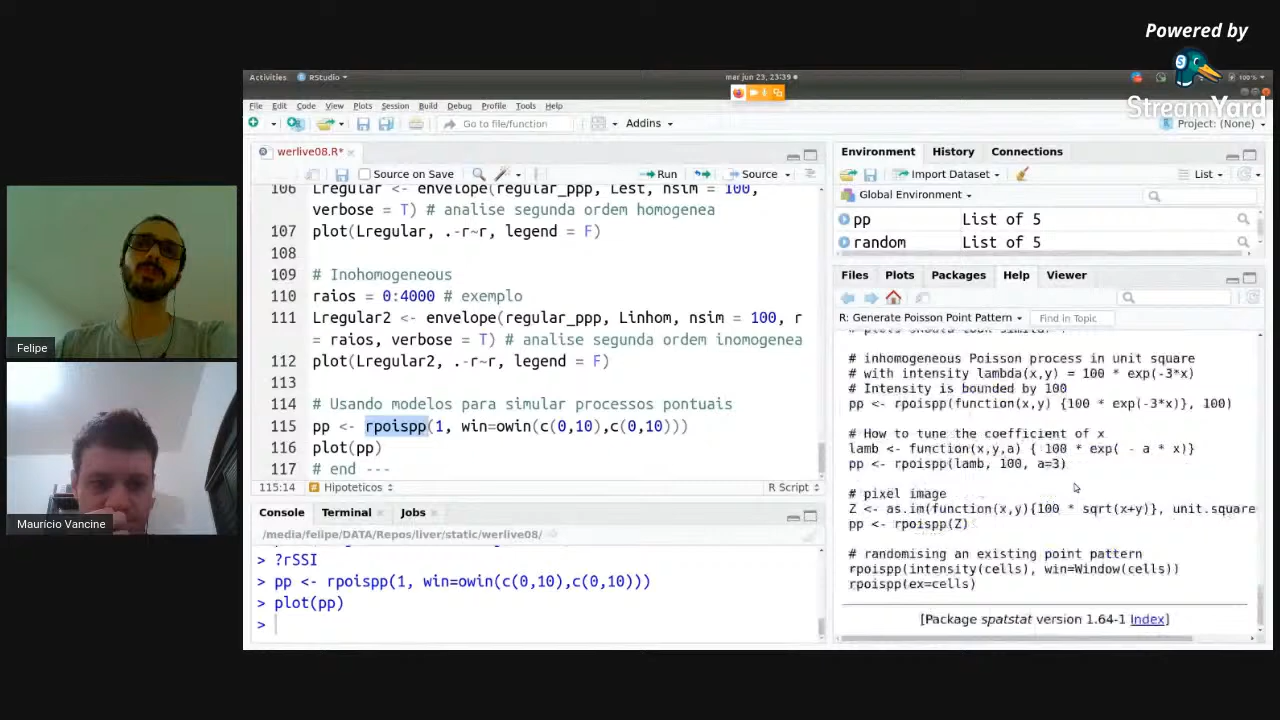 Powered by
StreamYard
Activities RStudio
mer jun 23, 23:39
100%
File Edit Code View Plots Session Build Debug Profile Tools Help
Go to file/function
Addins
Project: (None)
werlive08.R*
Source on Save
Run
Source
106 Lregular <- envelope(regular_ppp, Lest, nsim = 100,
verbose = T) # analise segunda ordem homogenea
107 plot(Lregular, .-r~r, legend = F)
108
109 # Inohomogeneous
110 raios = 0:4000 # exemplo
111 Lregular2 <- envelope(regular_ppp, Linhom, nsim = 100, r
= raios, verbose = T) # analise segunda ordem inomogenea
112 plot(Lregular2, .-r~r, legend = F)
113
114 # Usando modelos para simular processos pontuais
115 pp <- rpoispp(1, win=owin(c(0,10),c(0,10)))
116 plot(pp)
117 # end ---
115:14 Hipoteticos R Script
Console Terminal Jobs
/media/felipe/DATA/Repos/liver/static/werlive08/
> ?rSSI
> pp <- rpoispp(1, win=owin(c(0,10),c(0,10)))
> plot(pp)
>
Environment History Connections
Import Dataset
List
Global Environment
pp List of 5
random List of 5
Files Plots Packages Help Viewer
R: Generate Poisson Point Pattern
Find in Topic
# plots should look similar
# inhomogeneous Poisson process in unit square
# with intensity lambda(x,y) = 100 * exp(-3*x)
# Intensity is bounded by 100
pp <- rpoispp(function(x,y) {100 * exp(-3*x)}, 100)
# How to tune the coefficient of x
lamb <- function(x,y,a) { 100 * exp( - a * x)}
pp <- rpoispp(lamb, 100, a=3)
# pixel image
Z <- as.im(function(x,y){100 * sqrt(x+y)}, unit.square
pp <- rpoispp(Z)
# randomising an existing point pattern
rpoispp(intensity(cells), win=Window(cells))
rpoispp(ex=cells)
[Package spatstat version 1.64-1 Index]
Felipe
Maurício Vancine